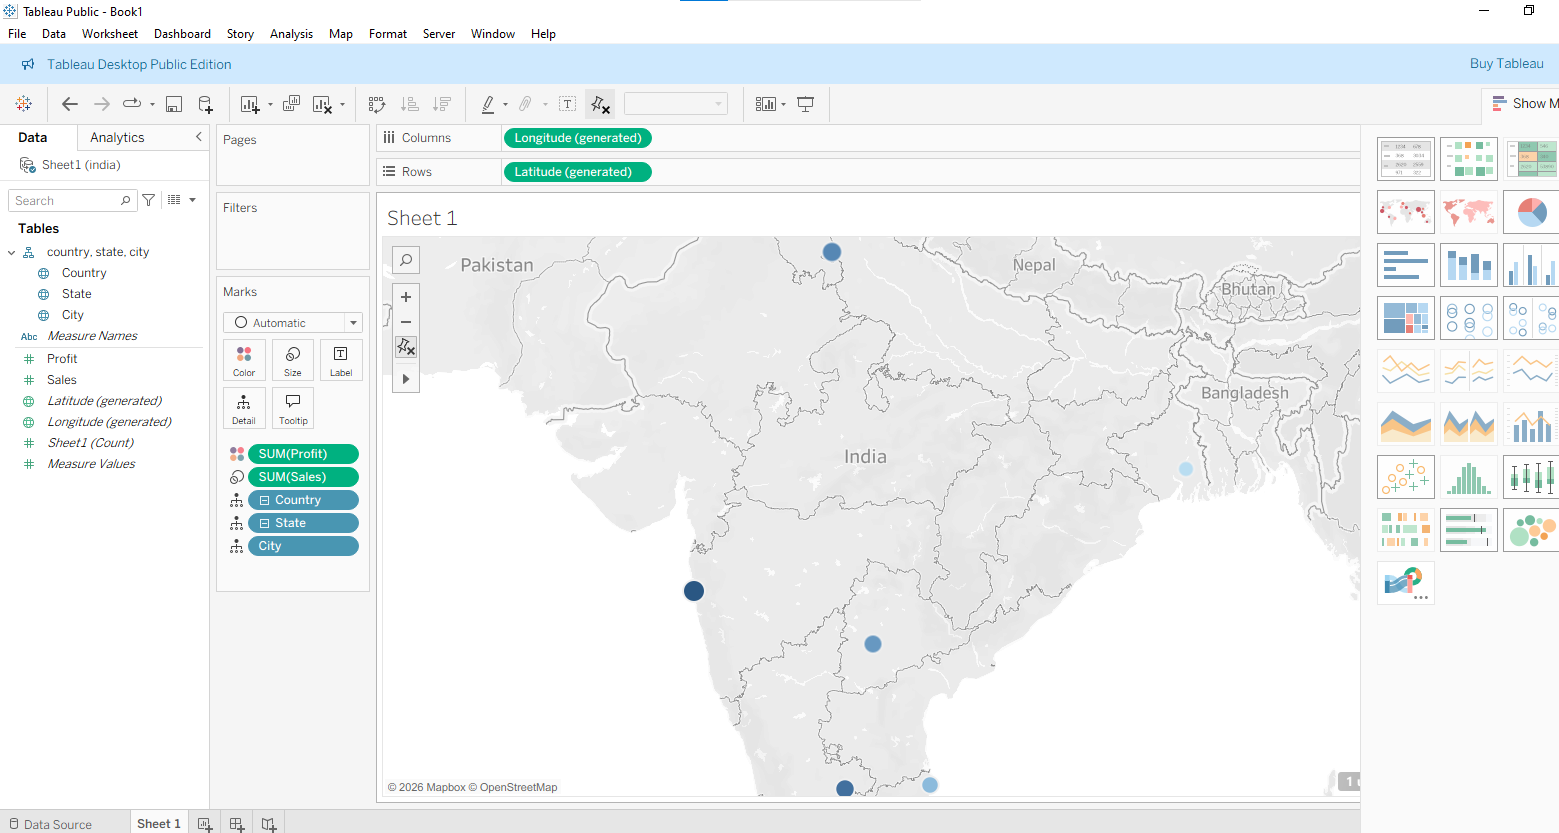 Tableau Public - Book1
File Data Worksheet Dashboard Story Analysis Map Format Server Window Help
Tableau Desktop Public Edition
Buy Tableau
Show M
Data
Analytics
Sheet1 (india)
Search
Tables
country, state, city
Country
State
City
Abc Measure Names
Profit
Sales
Latitude (generated)
Longitude (generated)
Sheet1 (Count)
Measure Values
Pages
Filters
Marks
Automatic
Color Size Label
Detail Tooltip
SUM(Profit)
SUM(Sales)
Country
State
City
Columns
Longitude (generated)
Rows
Latitude (generated)
Sheet 1
Pakistan
Nepal
Bhutan
Bangladesh
India
© 2026 Mapbox © OpenStreetMap
1
Data Source
Sheet 1